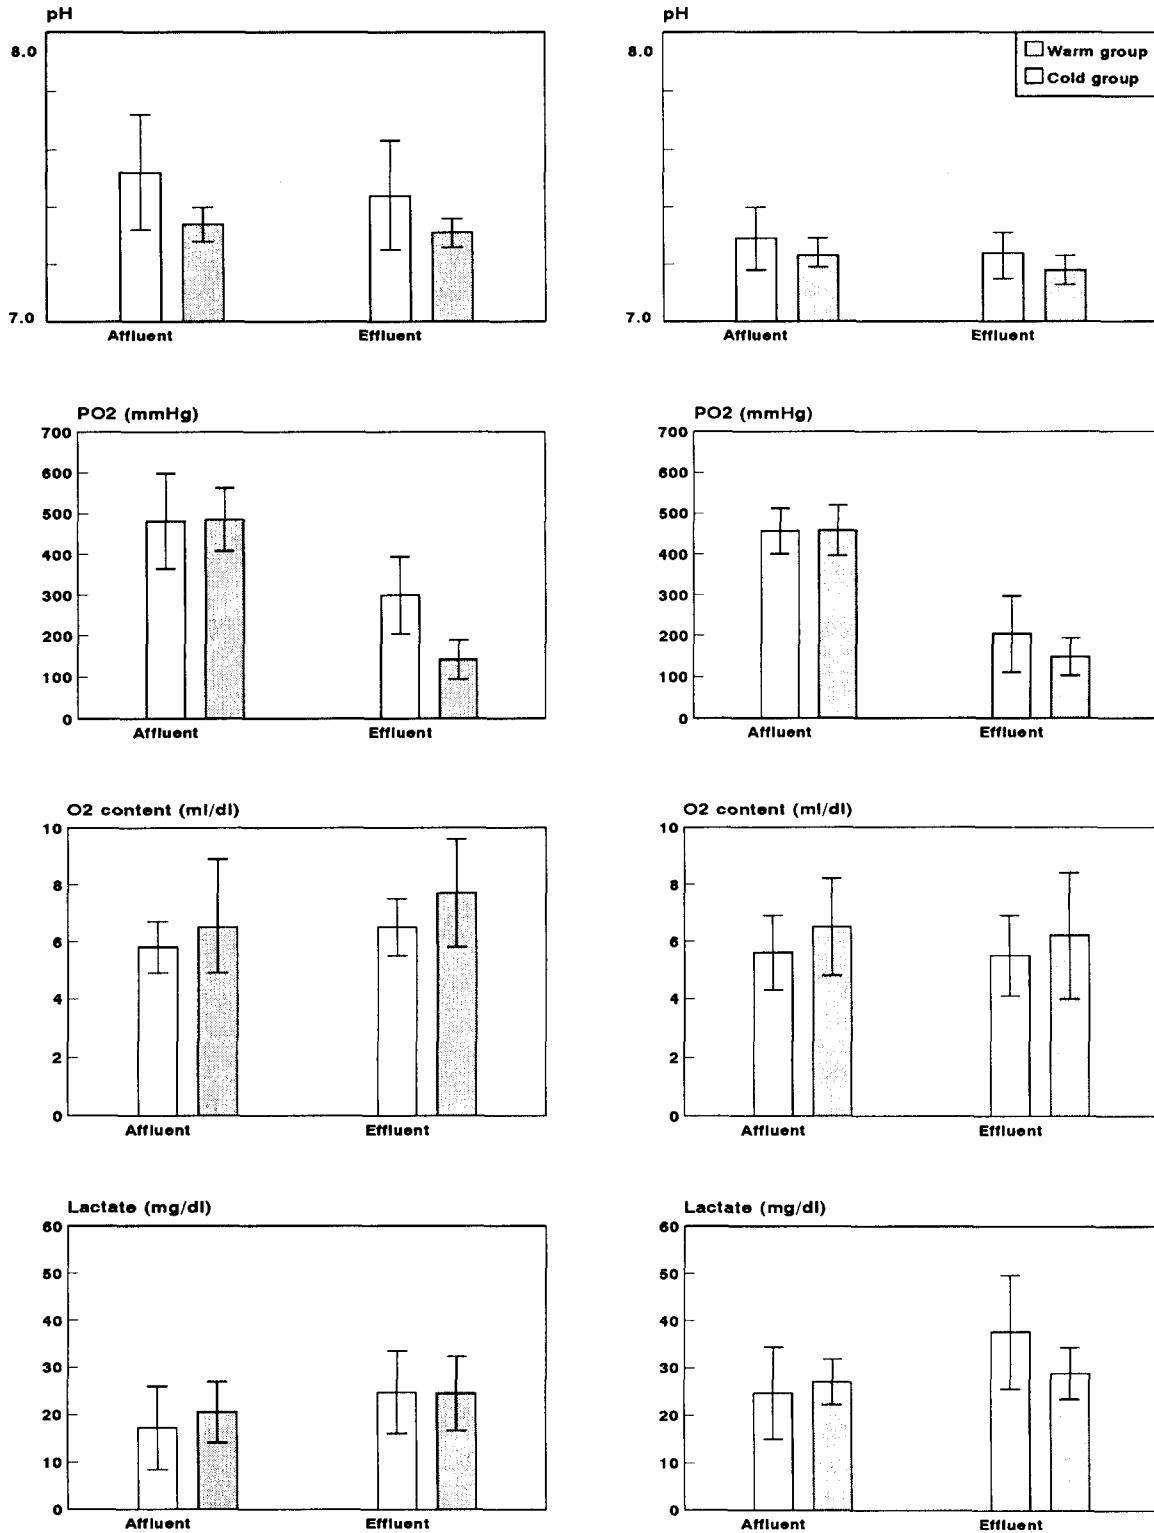 pH
8.0
7.0
Affluent
Effluent
pH
8.0
7.0
Warm group
Cold group
Affluent
Effluent
PO2 (mmHg)
700
600
500
400
300
200
100
0
Affluent
Effluent
PO2 (mmHg)
700
600
500
400
300
200
100
0
Affluent
Effluent
O2 content (ml/dl)
10
8
6
4
2
0
Affluent
Effluent
O2 content (ml/dl)
10
8
6
4
2
0
Affluent
Effluent
Lactate (mg/dl)
60
50
40
30
20
10
0
Affluent
Effluent
Lactate (mg/dl)
60
50
40
30
20
10
0
Affluent
Effluent